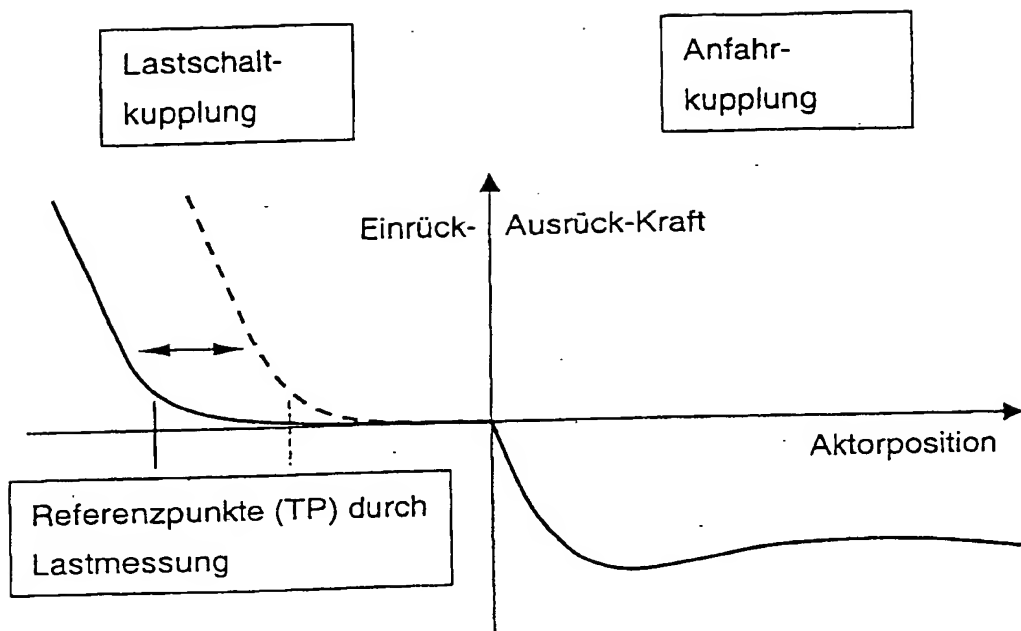 Lastschalt-
kupplung
Anfahr-
kupplung
Einrück- Ausrück-Kraft
Aktorposition
Referenzpunkte (TP) durch
Lastmessung